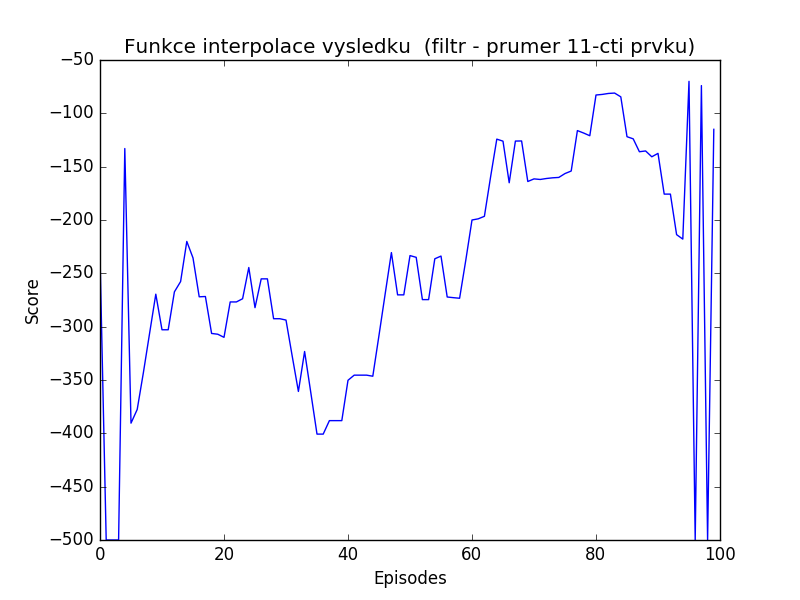 Funkce interpolace vysledku  (filtr - prumer 11-cti prvku)
−50
−100
−150
−200
−250
−300
−350
−400
−450
−500
Score
0 20 40 60 80 100
Episodes